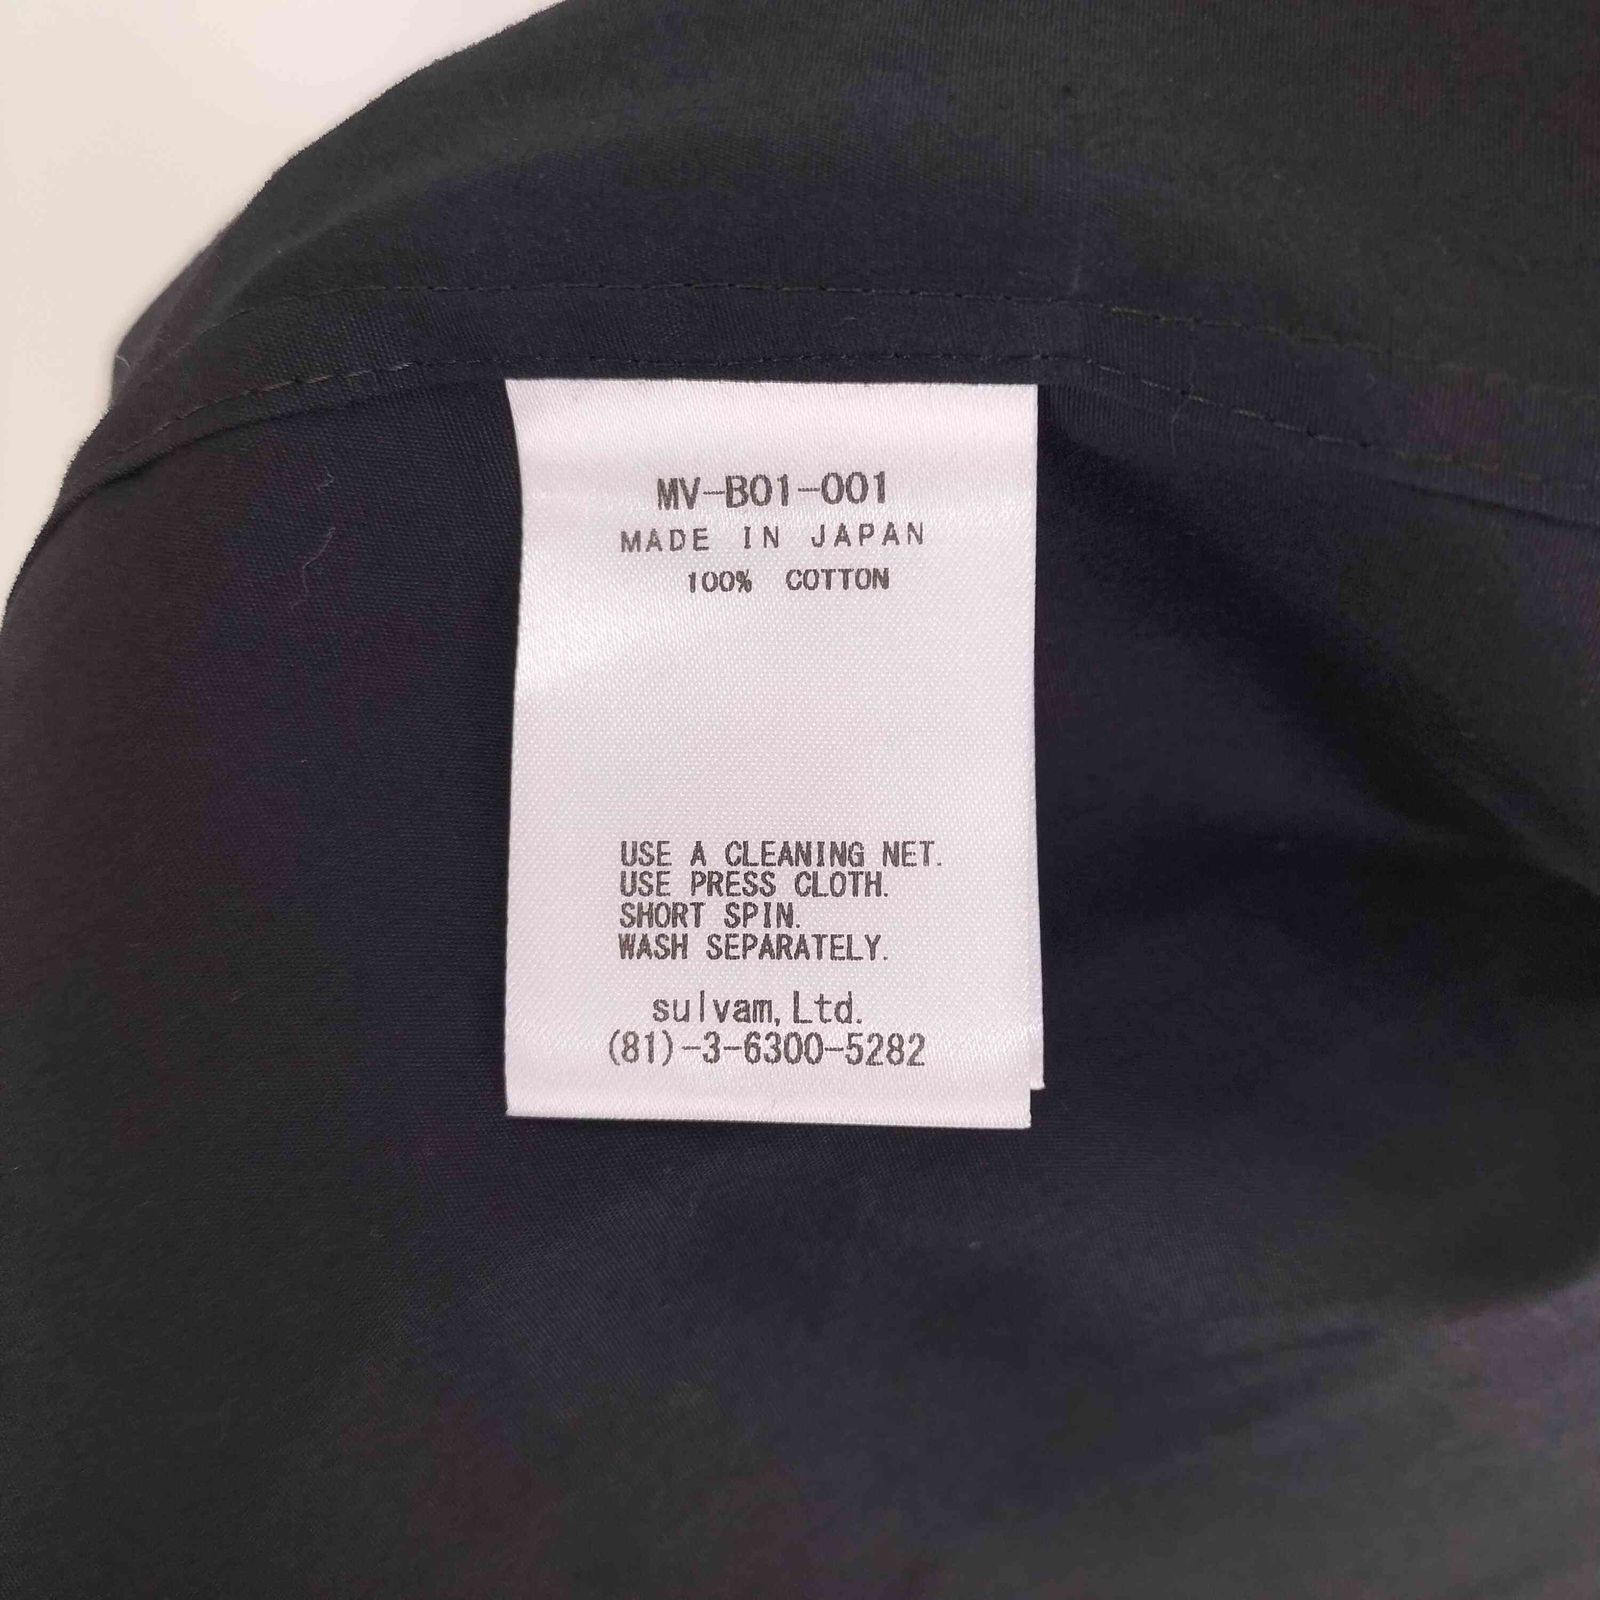 MV-B01-001
MADE IN JAPAN
100% COTTON
USE A CLEANING NET.
USE PRESS CLOTH.
SHORT SPIN.
WASH SEPARATELY.
sulvam, Ltd.
(81)-3-6300-5282